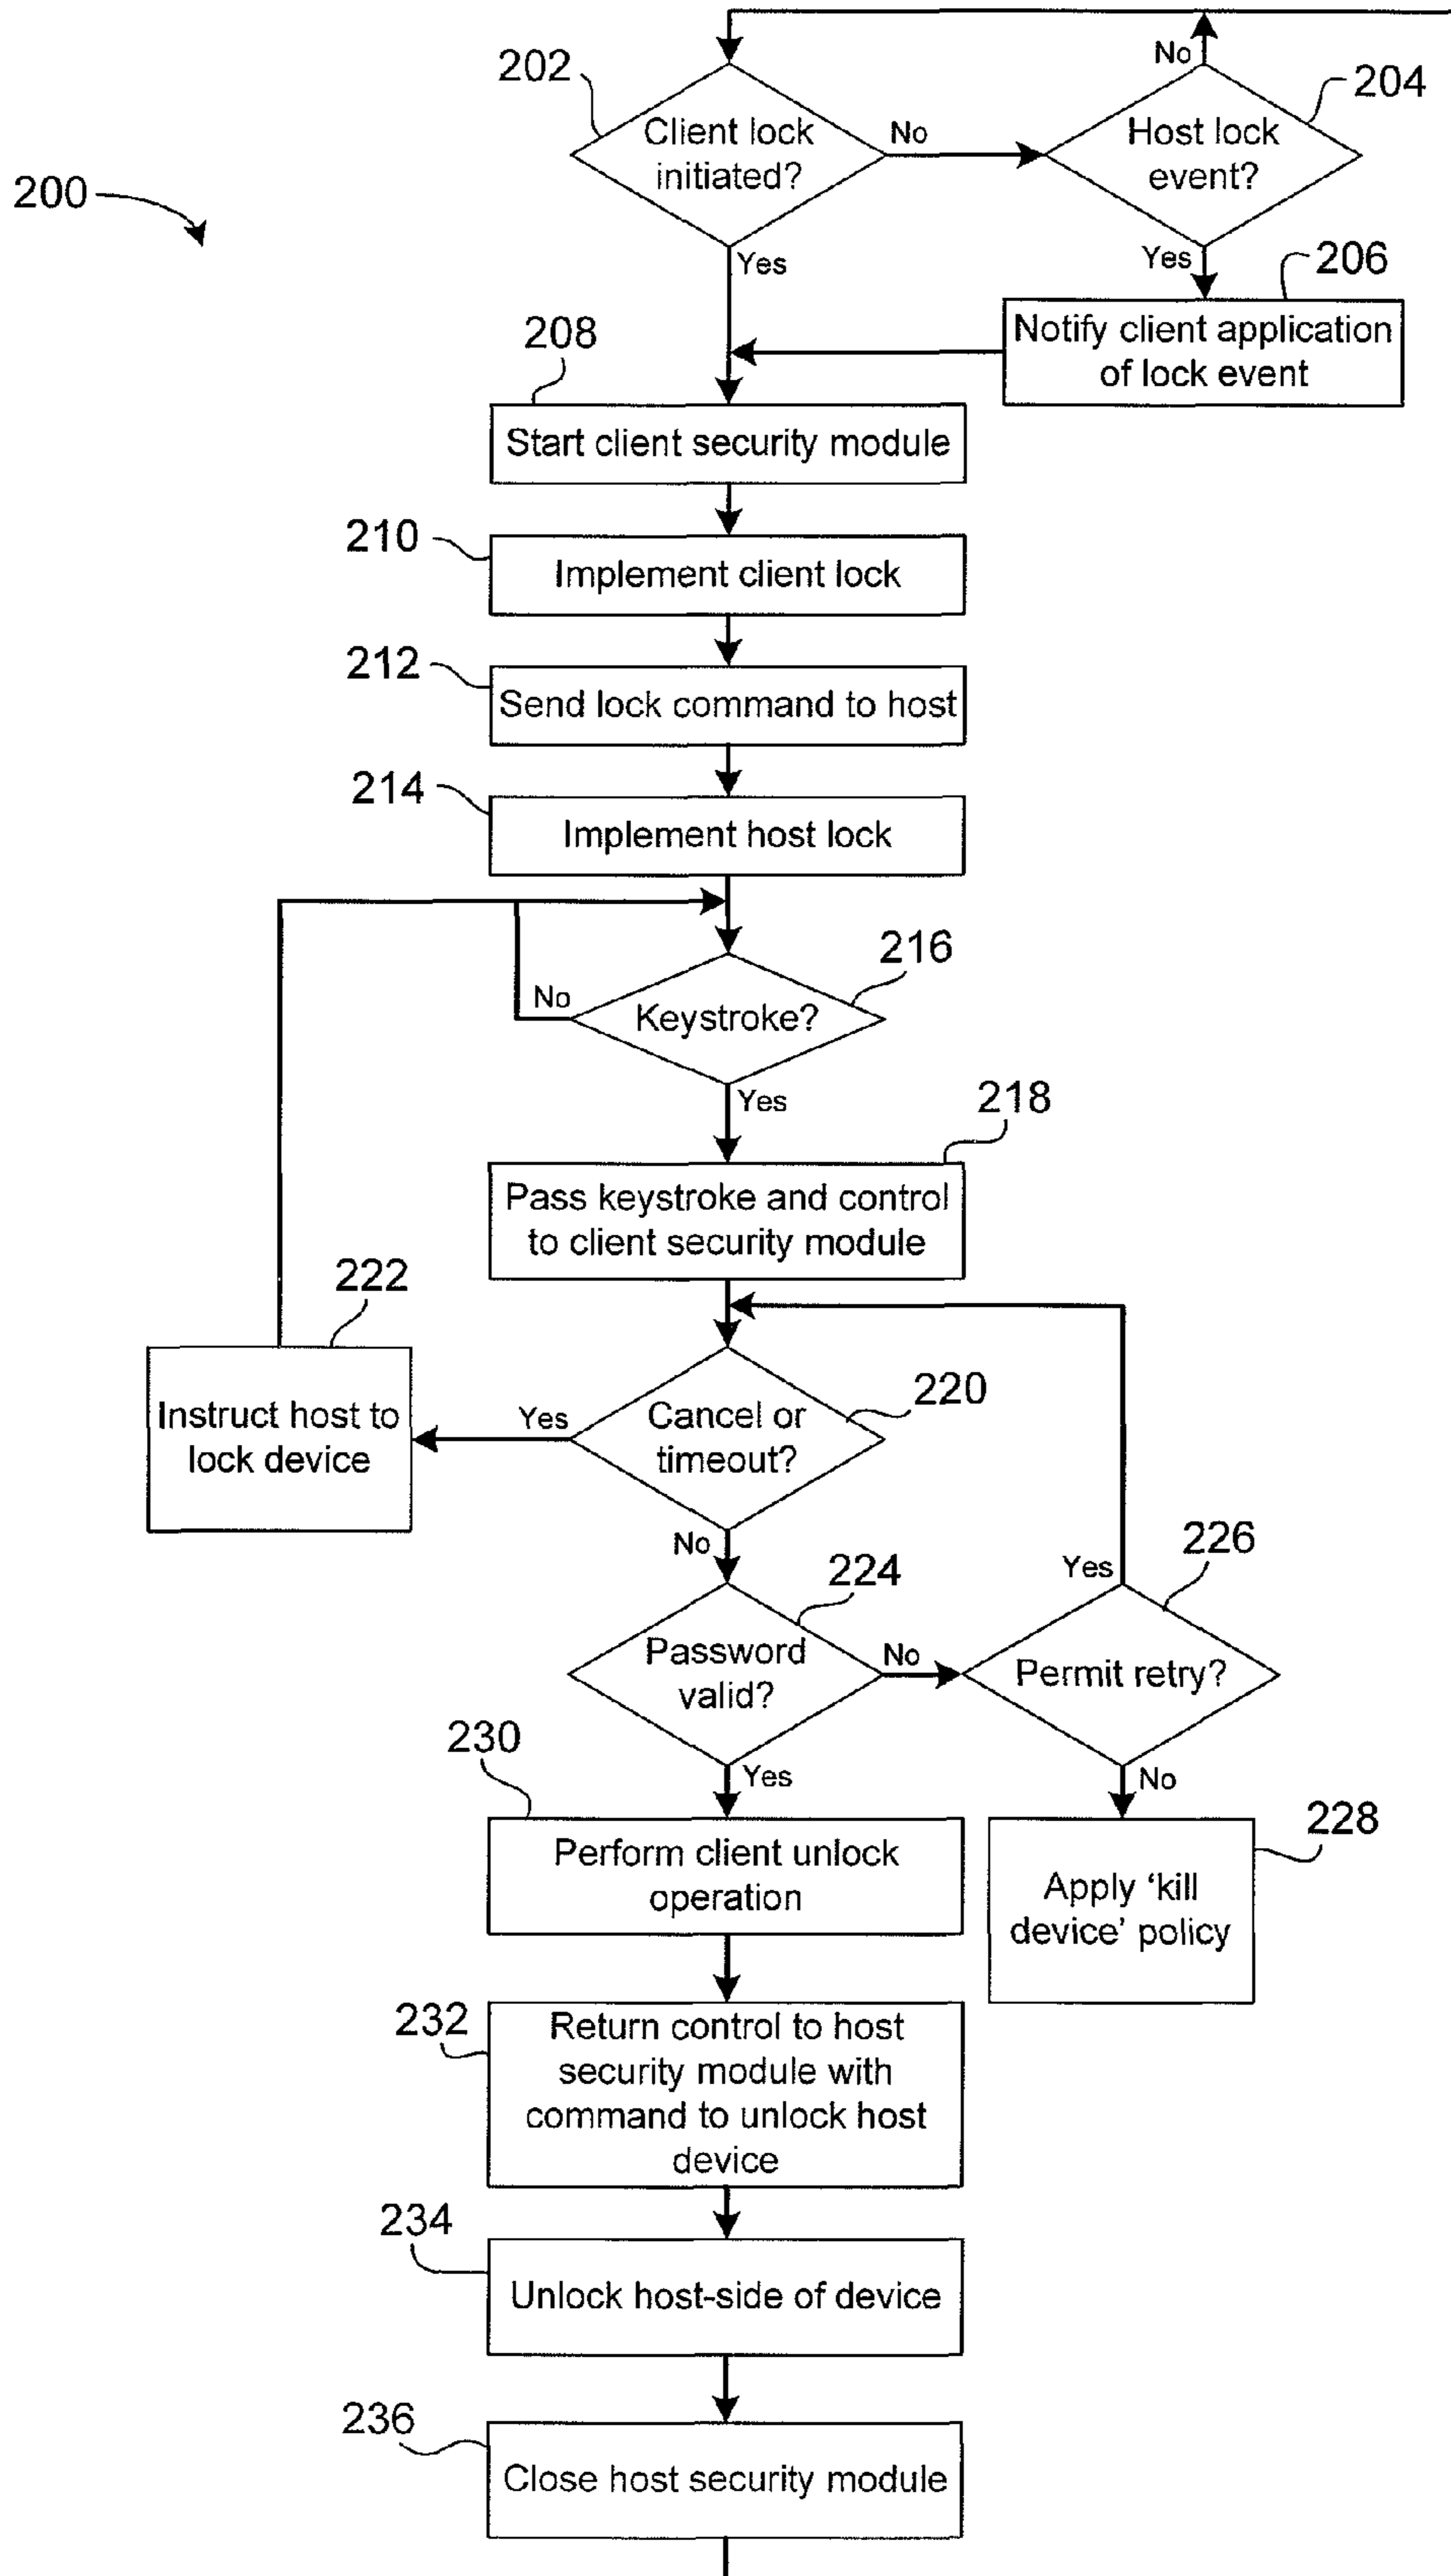 200
202
Client lock
initiated?
No
Yes
204
Host lock
event?
No
Yes
206
Notify client application
of lock event
208
Start client security module
210
Implement client lock
212
Send lock command to host
214
Implement host lock
216
Keystroke?
No
Yes
218
Pass keystroke and control
to client security module
220
Cancel or
timeout?
Yes
No
222
Instruct host to
lock device
224
Password
valid?
No
Yes
226
Permit retry?
Yes
No
228
Apply ‘kill
device’ policy
230
Perform client unlock
operation
232
Return control to host
security module with
command to unlock host
device
234
Unlock host-side of device
236
Close host security module